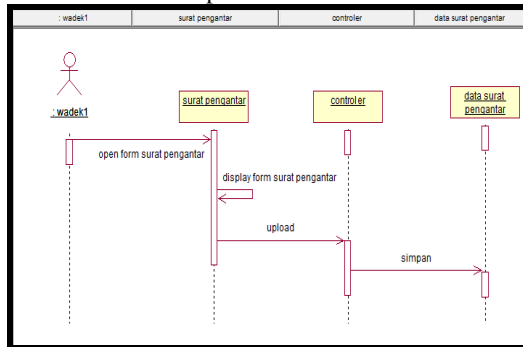 : wadek1
surat pengantar
controler
data surat pengantar
: wadek1
surat pengantar
controler
data surat
pengantar
open form surat pengantar
display form surat pengantar
upload
simpan